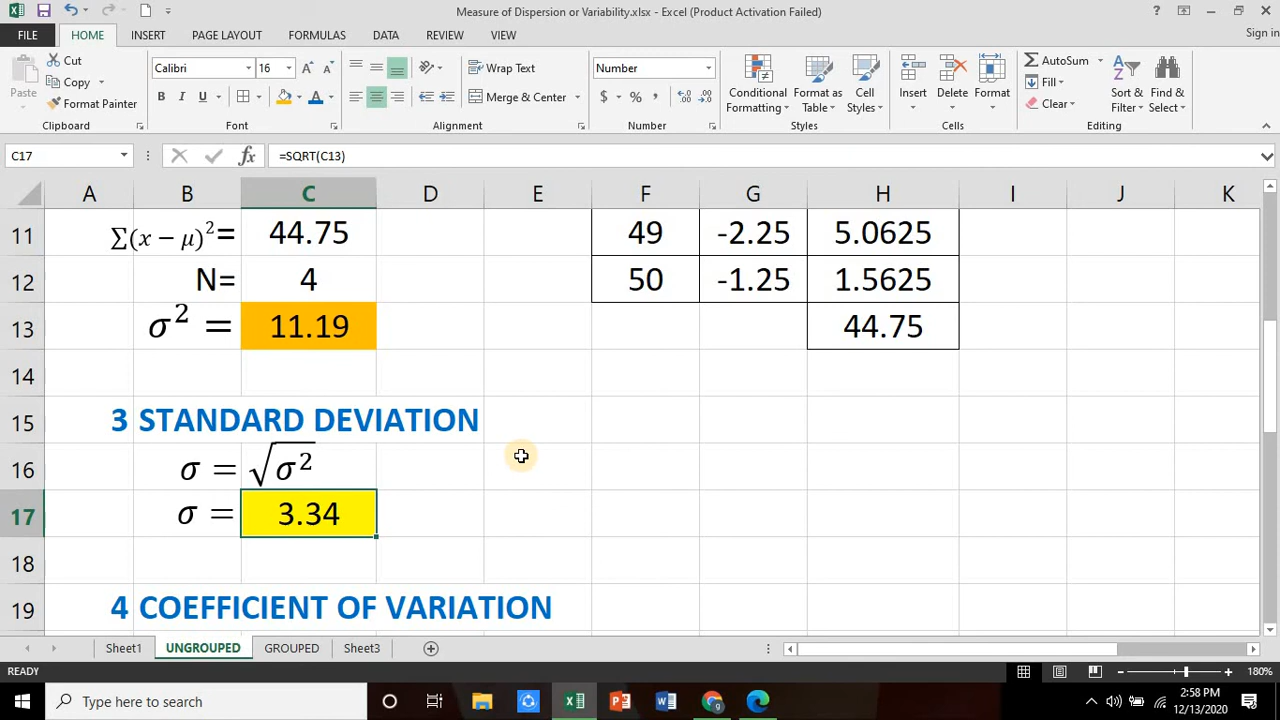 Measure of Dispersion or Variability.xlsx - Excel (Product Activation Failed)
?
FILE HOME INSERT PAGE LAYOUT FORMULAS DATA REVIEW VIEW Sign in
Paste
Cut
Copy
Format Painter
Clipboard
Calibri 16
B I U
Font
Wrap Text
Merge & Center
Alignment
Number
$ % ,
Number
Conditional Formatting
Format as Table
Cell Styles
Styles
Insert
Delete
Format
Cells
AutoSum
Fill
Clear
Sort & Filter
Find & Select
Editing
C17 fx =SQRT(C13)
A B C D E F G H I J K
11 ∑(x − μ)²= 44.75 49 -2.25 5.0625
12 N= 4 50 -1.25 1.5625
13 σ² = 11.19 44.75
14
15 3 STANDARD DEVIATION
16 σ = √σ²
17 σ = 3.34
18
19 4 COEFFICIENT OF VARIATION
Sheet1 UNGROUPED GROUPED Sheet3
READY 180%
Type here to search
2:58 PM
12/13/2020